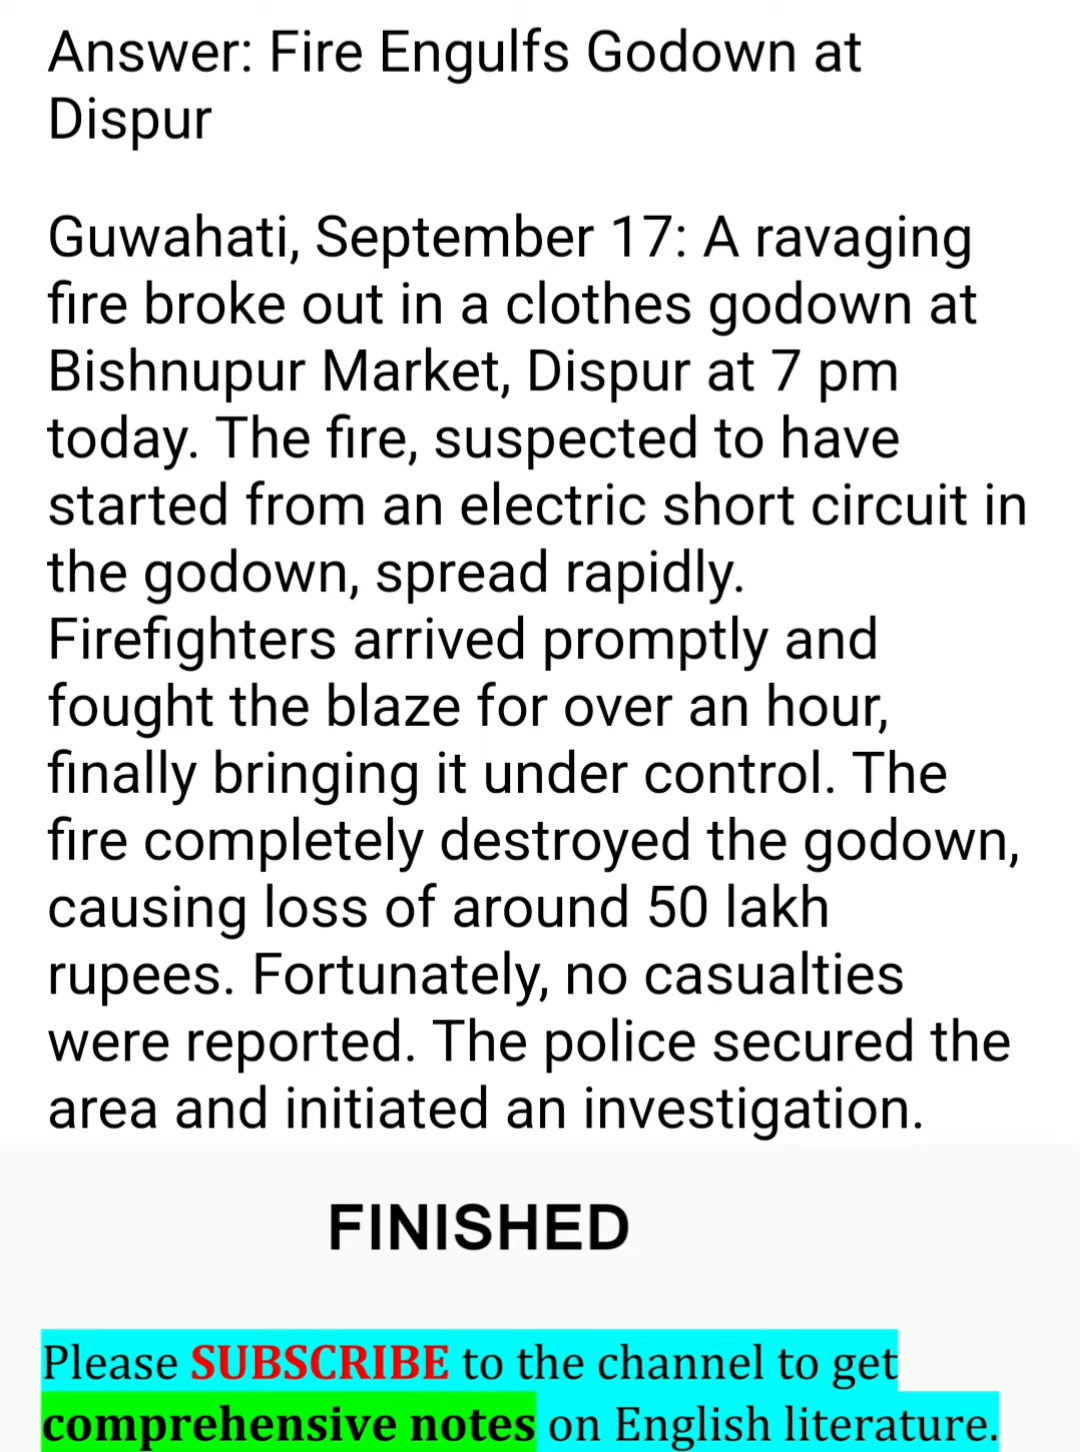 Answer: Fire Engulfs Godown at
Dispur
Guwahati, September 17: A ravaging
fire broke out in a clothes godown at
Bishnupur Market, Dispur at 7 pm
today. The fire, suspected to have
started from an electric short circuit in
the godown, spread rapidly.
Firefighters arrived promptly and
fought the blaze for over an hour,
finally bringing it under control. The
fire completely destroyed the godown,
causing loss of around 50 lakh
rupees. Fortunately, no casualties
were reported. The police secured the
area and initiated an investigation.
FINISHED
Please SUBSCRIBE to the channel to get
comprehensive notes on English literature.